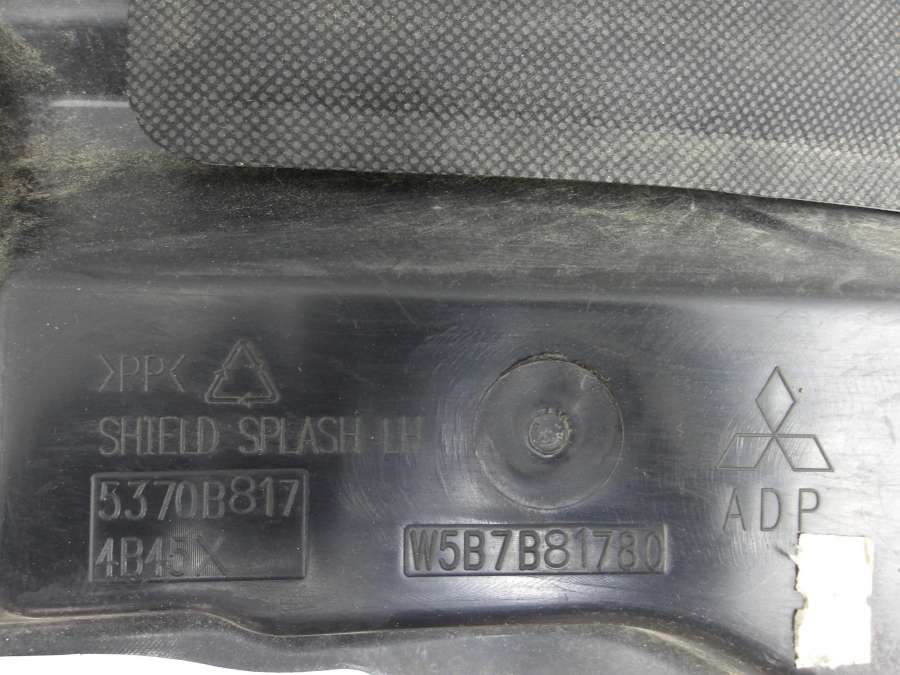 >PP<
SHIELD SPLASH LH
5370B817
4B45X
W5B7B81780
ADP